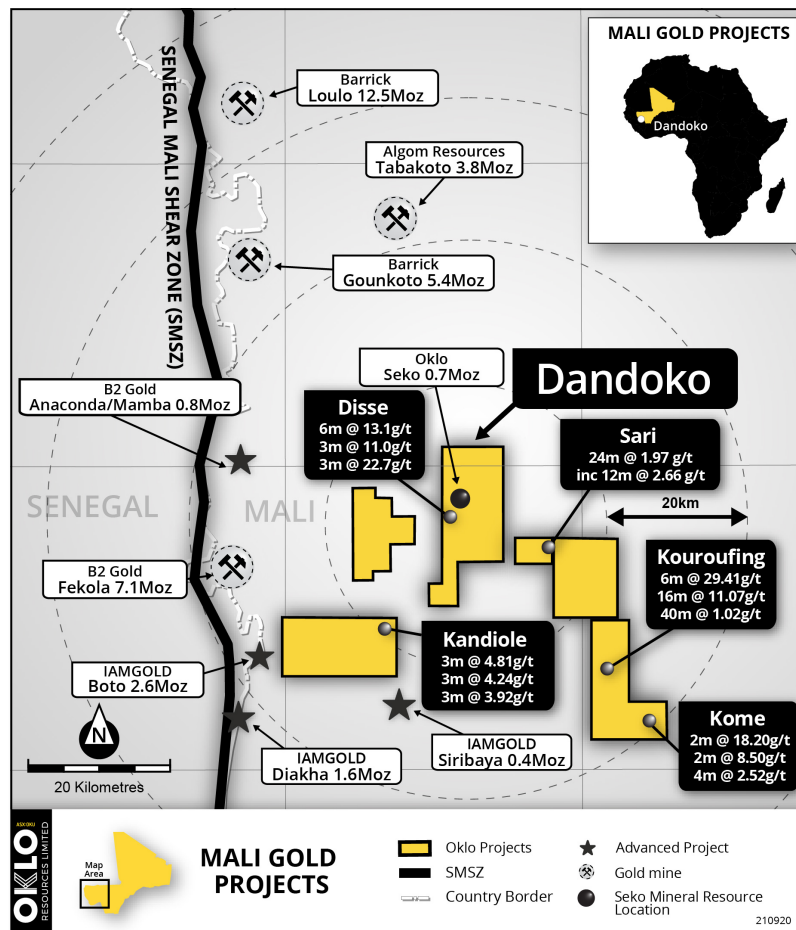 SENEGAL MALI SHEAR ZONE (SMSZ)
Barrick
Loulo 12.5Moz
Algom Resources
Tabakoto 3.8Moz
Barrick
Gounkoto 5.4Moz
MALI GOLD PROJECTS
Dandoko
Oklo
Seko 0.7Moz
Dandoko
B2 Gold
Anaconda/Mamba 0.8Moz
Disse
6m @ 13.1g/t
3m @ 11.0g/t
3m @ 22.7g/t
Sari
24m @ 1.97 g/t
inc 12m @ 2.66 g/t
SENEGAL
MALI
20km
B2 Gold
Fekola 7.1Moz
Kouroufing
6m @ 29.41g/t
16m @ 11.07g/t
40m @ 1.02g/t
Kandiole
3m @ 4.81g/t
3m @ 4.24g/t
3m @ 3.92g/t
IAMGOLD
Boto 2.6Moz
Kome
2m @ 18.20g/t
2m @ 8.50g/t
4m @ 2.52g/t
IAMGOLD
Siribaya 0.4Moz
IAMGOLD
Diakha 1.6Moz
N
20 Kilometres
ASX:OKU
OKLO
RESOURCES LIMITED
Map
Area
MALI GOLD
PROJECTS
Oklo Projects
SMSZ
Country Border
Advanced Project
Gold mine
Seko Mineral Resource
Location
210920